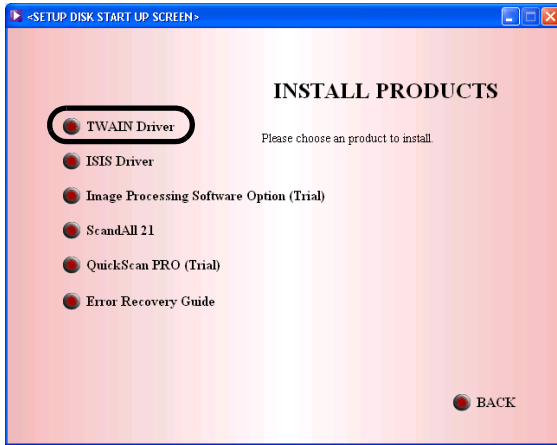 <SETUP DISK START UP SCREEN>
INSTALL PRODUCTS
Please choose an product to install.
TWAIN Driver
ISIS Driver
Image Processing Software Option (Trial)
ScandAll 21
QuickScan PRO (Trial)
Error Recovery Guide
BACK